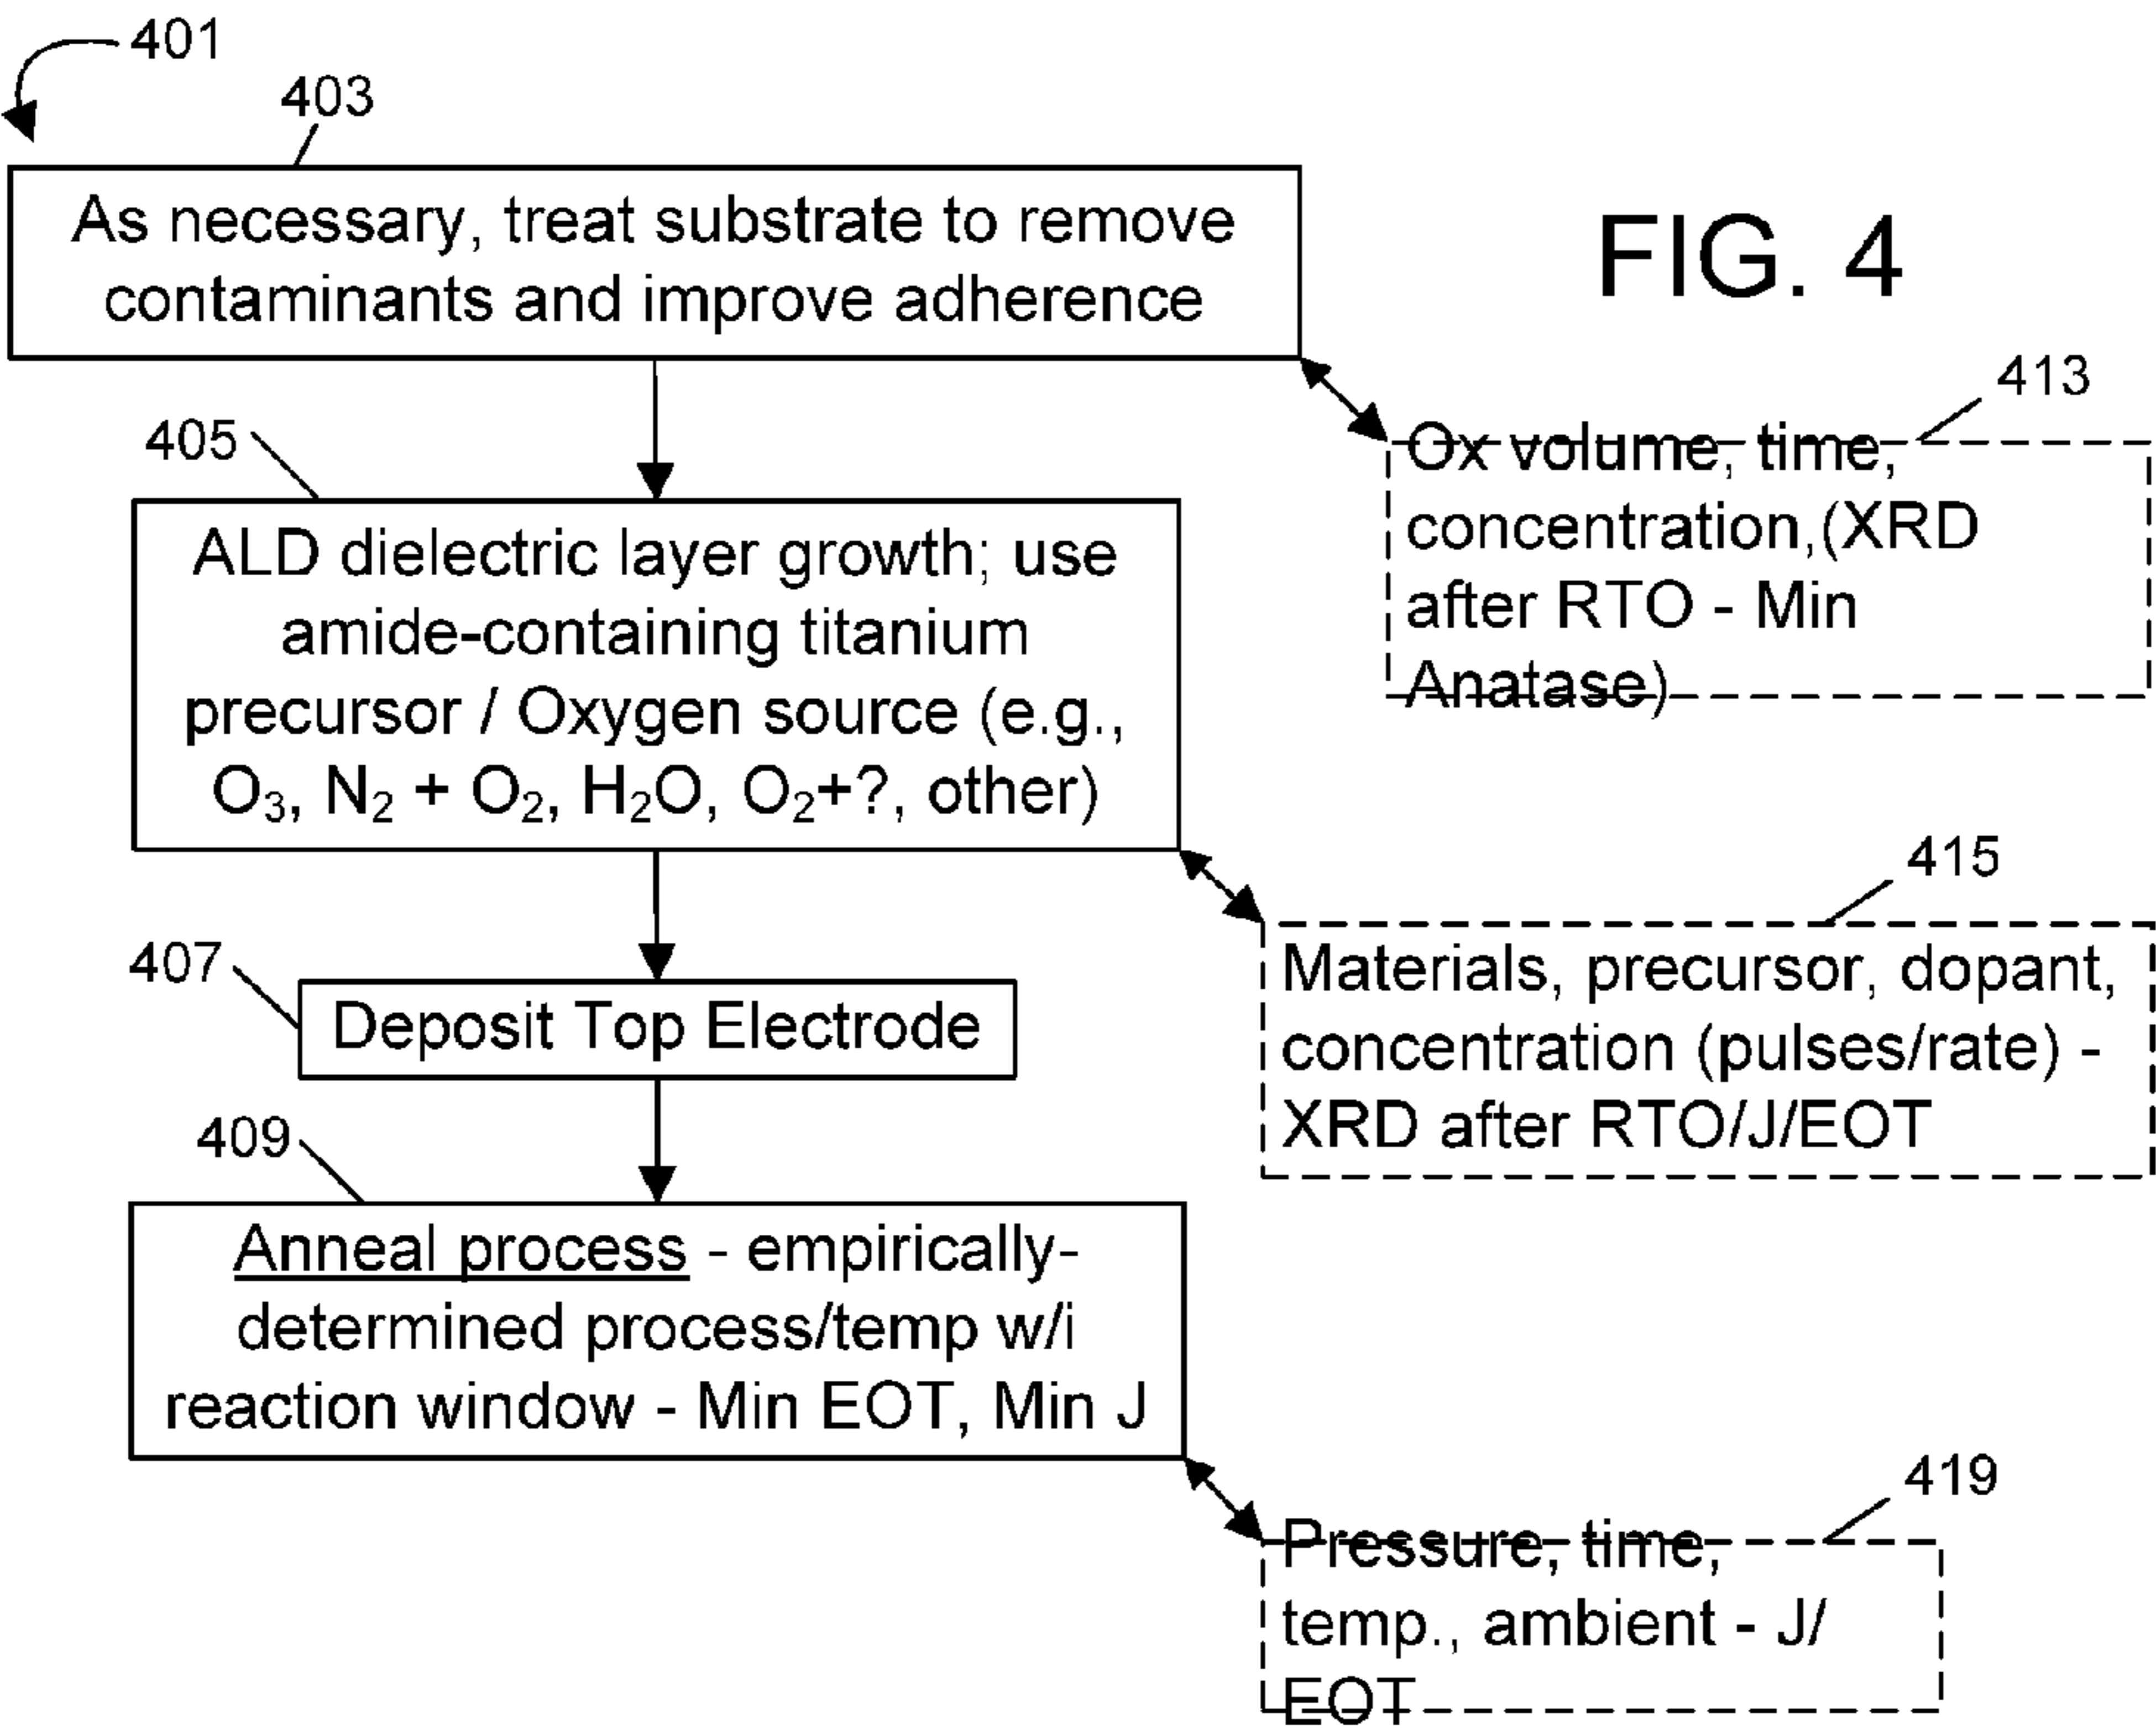 401
403
As necessary, treat substrate to remove
contaminants and improve adherence
FIG. 4
413
Ox volume, time,
concentration,(XRD
after RTO - Min
Anatase)
405
ALD dielectric layer growth; use
amide-containing titanium
precursor / Oxygen source (e.g.,
O₃, N₂ + O₂, H₂O, O₂+?, other)
415
Materials, precursor, dopant,
concentration (pulses/rate) -
XRD after RTO/J/EOT
407
Deposit Top Electrode
409
Anneal process - empirically-
determined process/temp w/i
reaction window - Min EOT, Min J
419
Pressure, time,
temp., ambient - J/
EOT